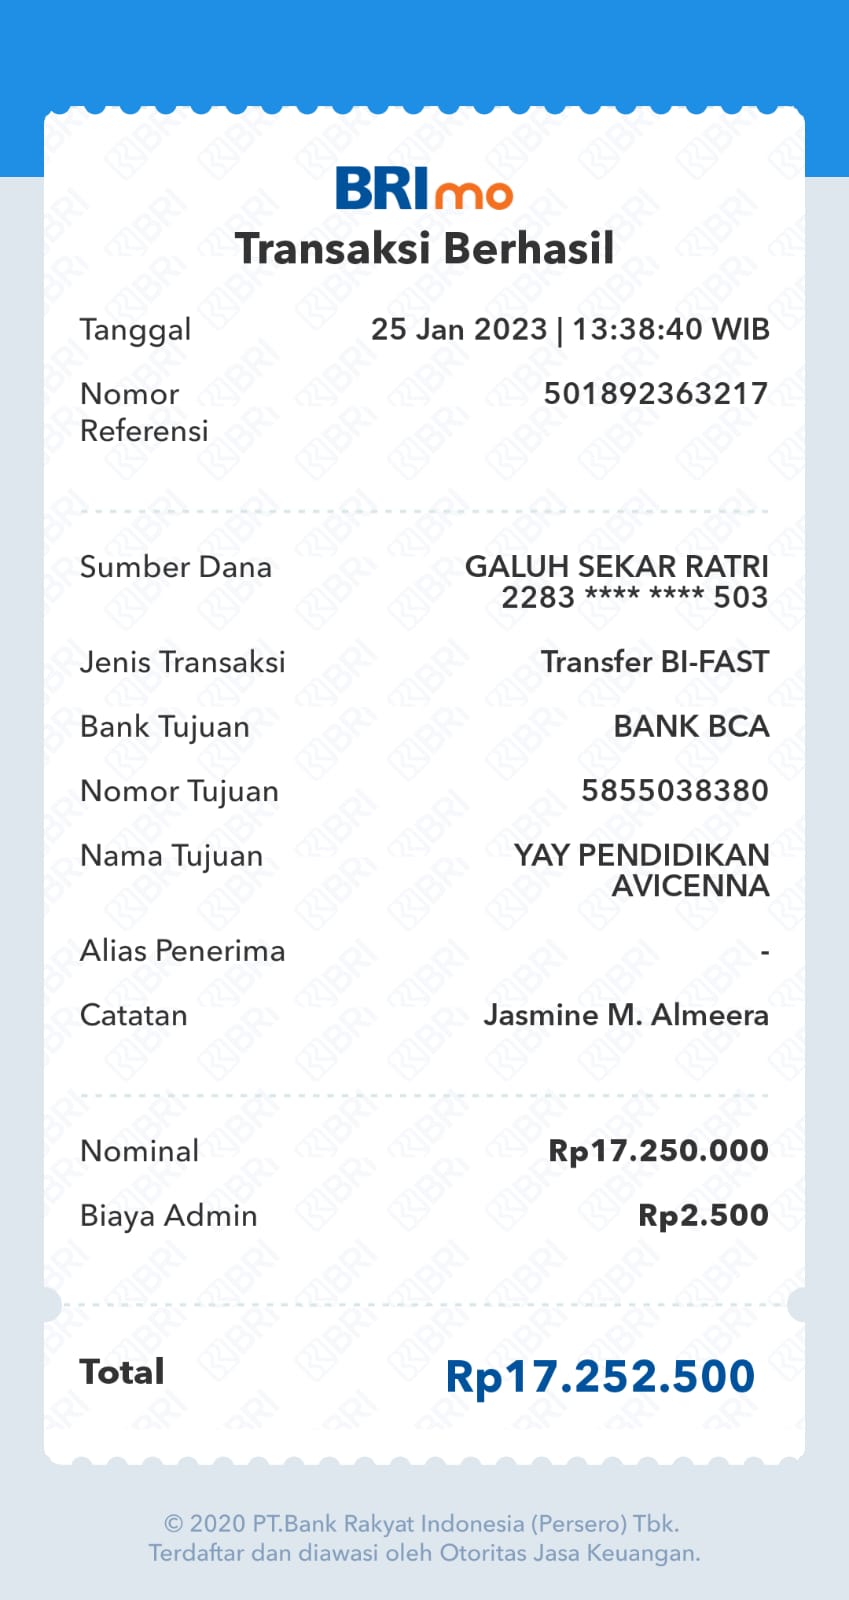 BRImo
Transaksi Berhasil
Tanggal 25 Jan 2023 | 13:38:40 WIB
Nomor 501892363217
Referensi
Sumber Dana GALUH SEKAR RATRI
2283 **** **** 503
Jenis Transaksi Transfer BI-FAST
Bank Tujuan BANK BCA
Nomor Tujuan 5855038380
Nama Tujuan YAY PENDIDIKAN
AVICENNA
Alias Penerima -
Catatan Jasmine M. Almeera
Nominal Rp17.250.000
Biaya Admin Rp2.500
Total Rp17.252.500
© 2020 PT.Bank Rakyat Indonesia (Persero) Tbk.
Terdaftar dan diawasi oleh Otoritas Jasa Keuangan.